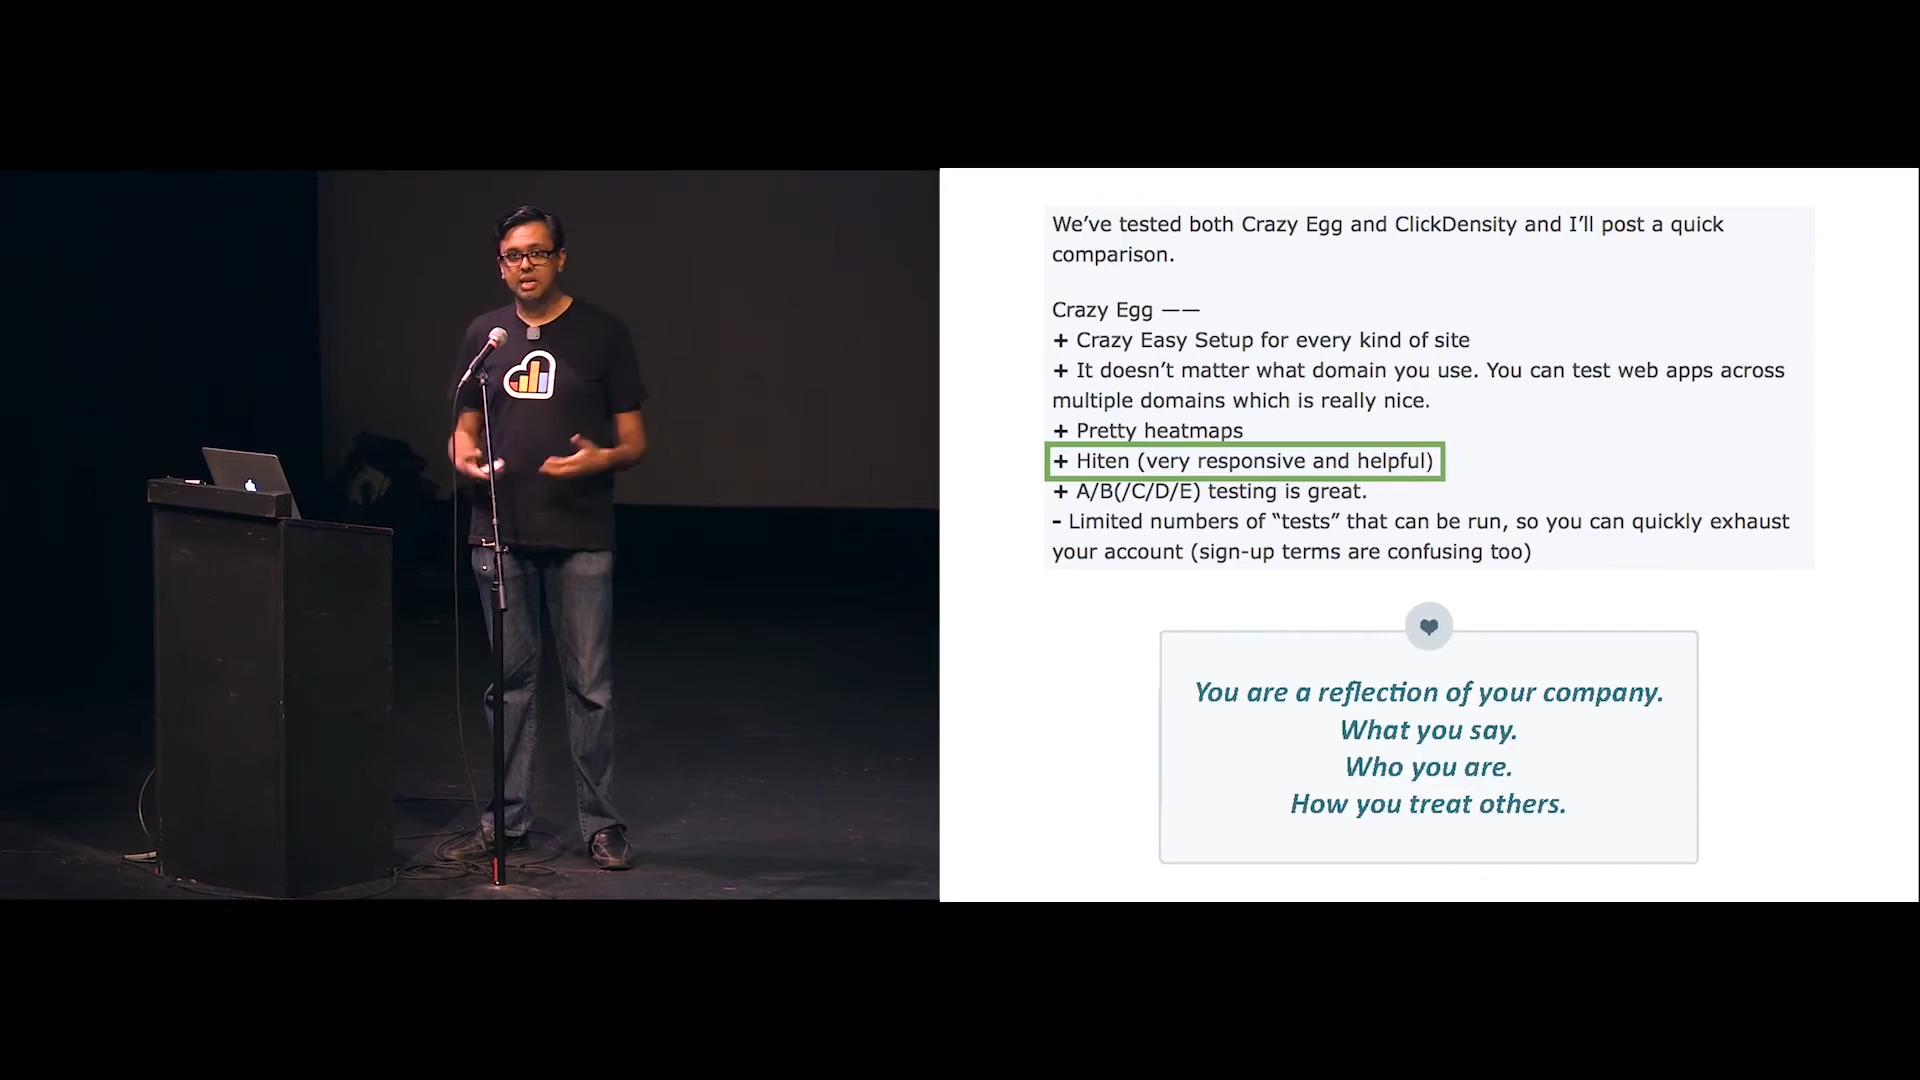 We’ve tested both Crazy Egg and ClickDensity and I’ll post a quick
comparison.
Crazy Egg ——
+ Crazy Easy Setup for every kind of site
+ It doesn’t matter what domain you use. You can test web apps across
multiple domains which is really nice.
+ Pretty heatmaps
+ Hiten (very responsive and helpful)
+ A/B(/C/D/E) testing is great.
- Limited numbers of “tests” that can be run, so you can quickly exhaust
your account (sign-up terms are confusing too)
You are a reflection of your company.
What you say.
Who you are.
How you treat others.